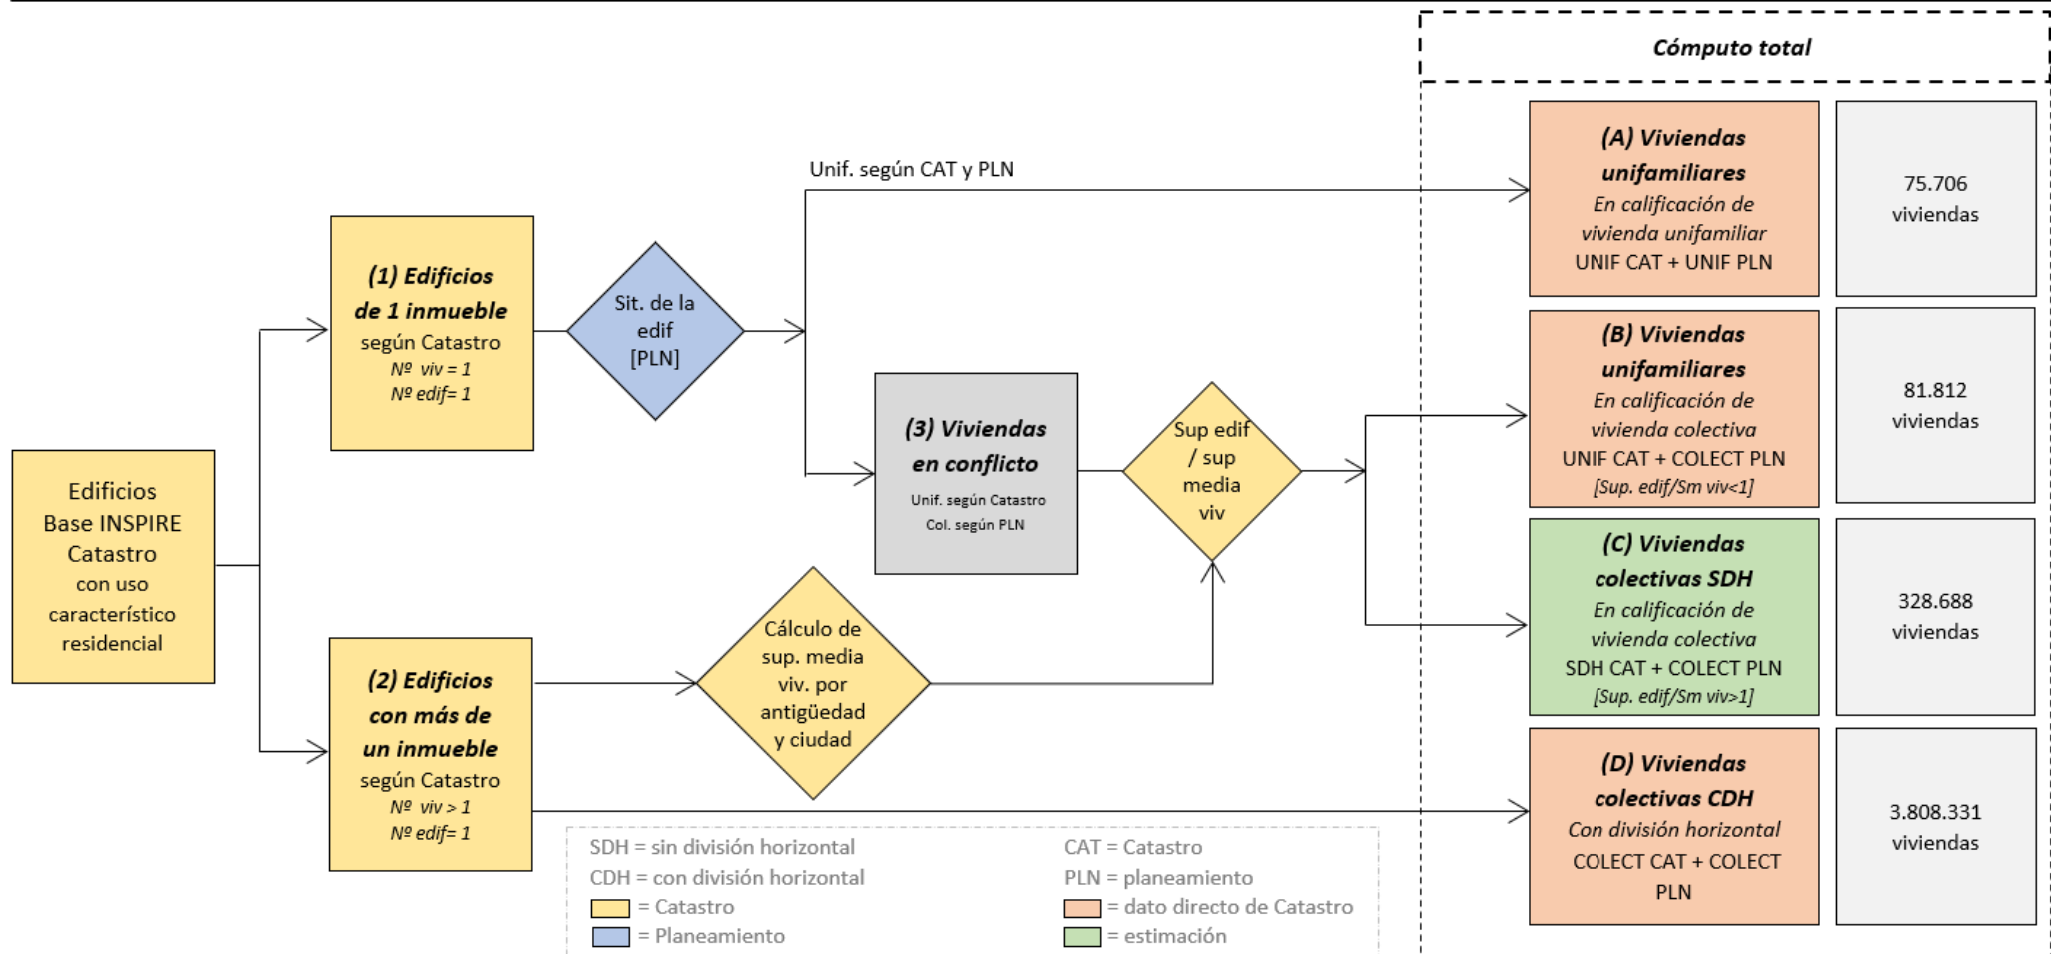 Cómputo total
Unif. según CAT y PLN
(A) Viviendas
unifamiliares
En calificación de
vivienda unifamiliar
UNIF CAT + UNIF PLN
75.706
viviendas
(1) Edificios
de 1 inmueble
según Catastro
Nº viv = 1
Nº edif= 1
Sit. de la
edif
[PLN]
(B) Viviendas
unifamiliares
En calificación de
vivienda colectiva
UNIF CAT + COLECT PLN
[Sup. edif/Sm viv<1]
81.812
viviendas
(3) Viviendas
en conflicto
Unif. según Catastro
Col. según PLN
Sup edif
/ sup
media
viv
Edificios
Base INSPIRE
Catastro
con uso
característico
residencial
(C) Viviendas
colectivas SDH
En calificación de
vivienda colectiva
SDH CAT + COLECT PLN
[Sup. edif/Sm viv>1]
328.688
viviendas
(2) Edificios
con más de
un inmueble
según Catastro
Nº viv > 1
Nº edif= 1
Cálculo de
sup. media
viv. por
antigüedad
y ciudad
(D) Viviendas
colectivas CDH
Con división horizontal
COLECT CAT + COLECT
PLN
3.808.331
viviendas
SDH = sin división horizontal
CDH = con división horizontal
= Catastro
= Planeamiento
CAT = Catastro
PLN = planeamiento
= dato directo de Catastro
= estimación